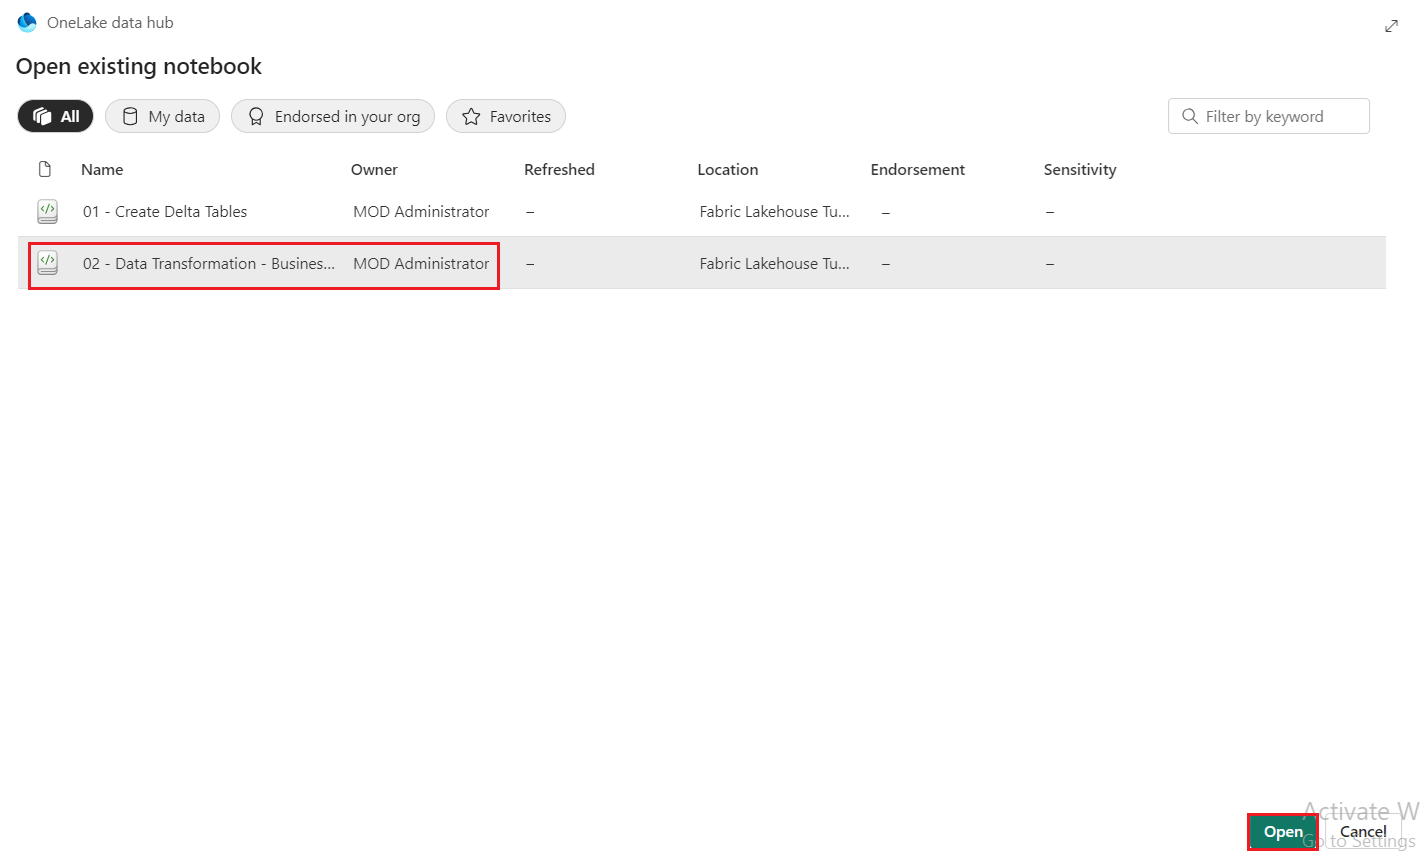 OneLake data hub
Open existing notebook
All My data Endorsed in your org Favorites Filter by keyword
Name Owner Refreshed Location Endorsement Sensitivity
01 - Create Delta Tables MOD Administrator – Fabric Lakehouse Tu... – –
02 - Data Transformation - Busines... MOD Administrator – Fabric Lakehouse Tu... – –
Activate W
Open Cancel
Go to Settings